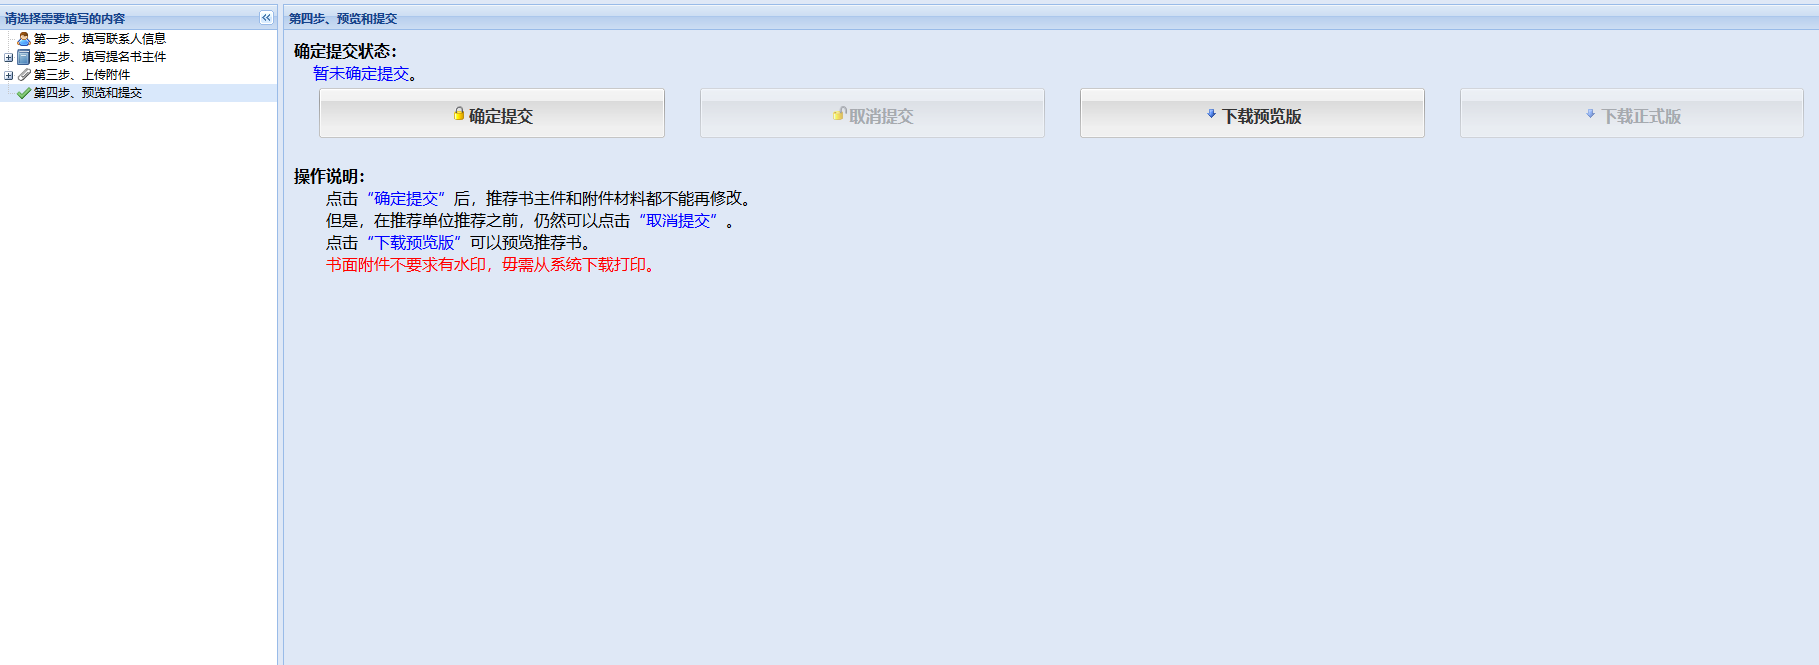 请选择需要填写的内容
第一步、填写联系人信息
第二步、填写提名书主件
第三步、上传附件
第四步、预览和提交
第四步、预览和提交
确定提交状态：
暂未确定提交。
确定提交
取消提交
下载预览版
下载正式版
操作说明：
点击“确定提交”后，推荐书主件和附件材料都不能再修改。
但是，在推荐单位推荐之前，仍然可以点击“取消提交”。
点击“下载预览版”可以预览推荐书。
书面附件不要求有水印，毋需从系统下载打印。